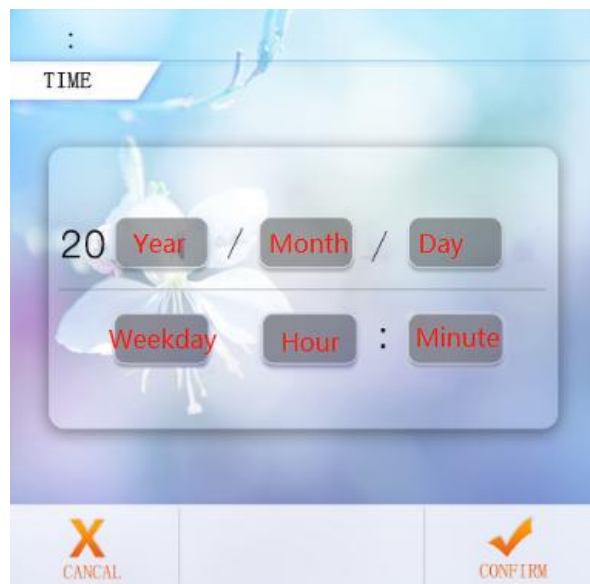 :
TIME
20 Year / Month / Day
Weekday Hour : Minute
CANCAL
CONFIRM